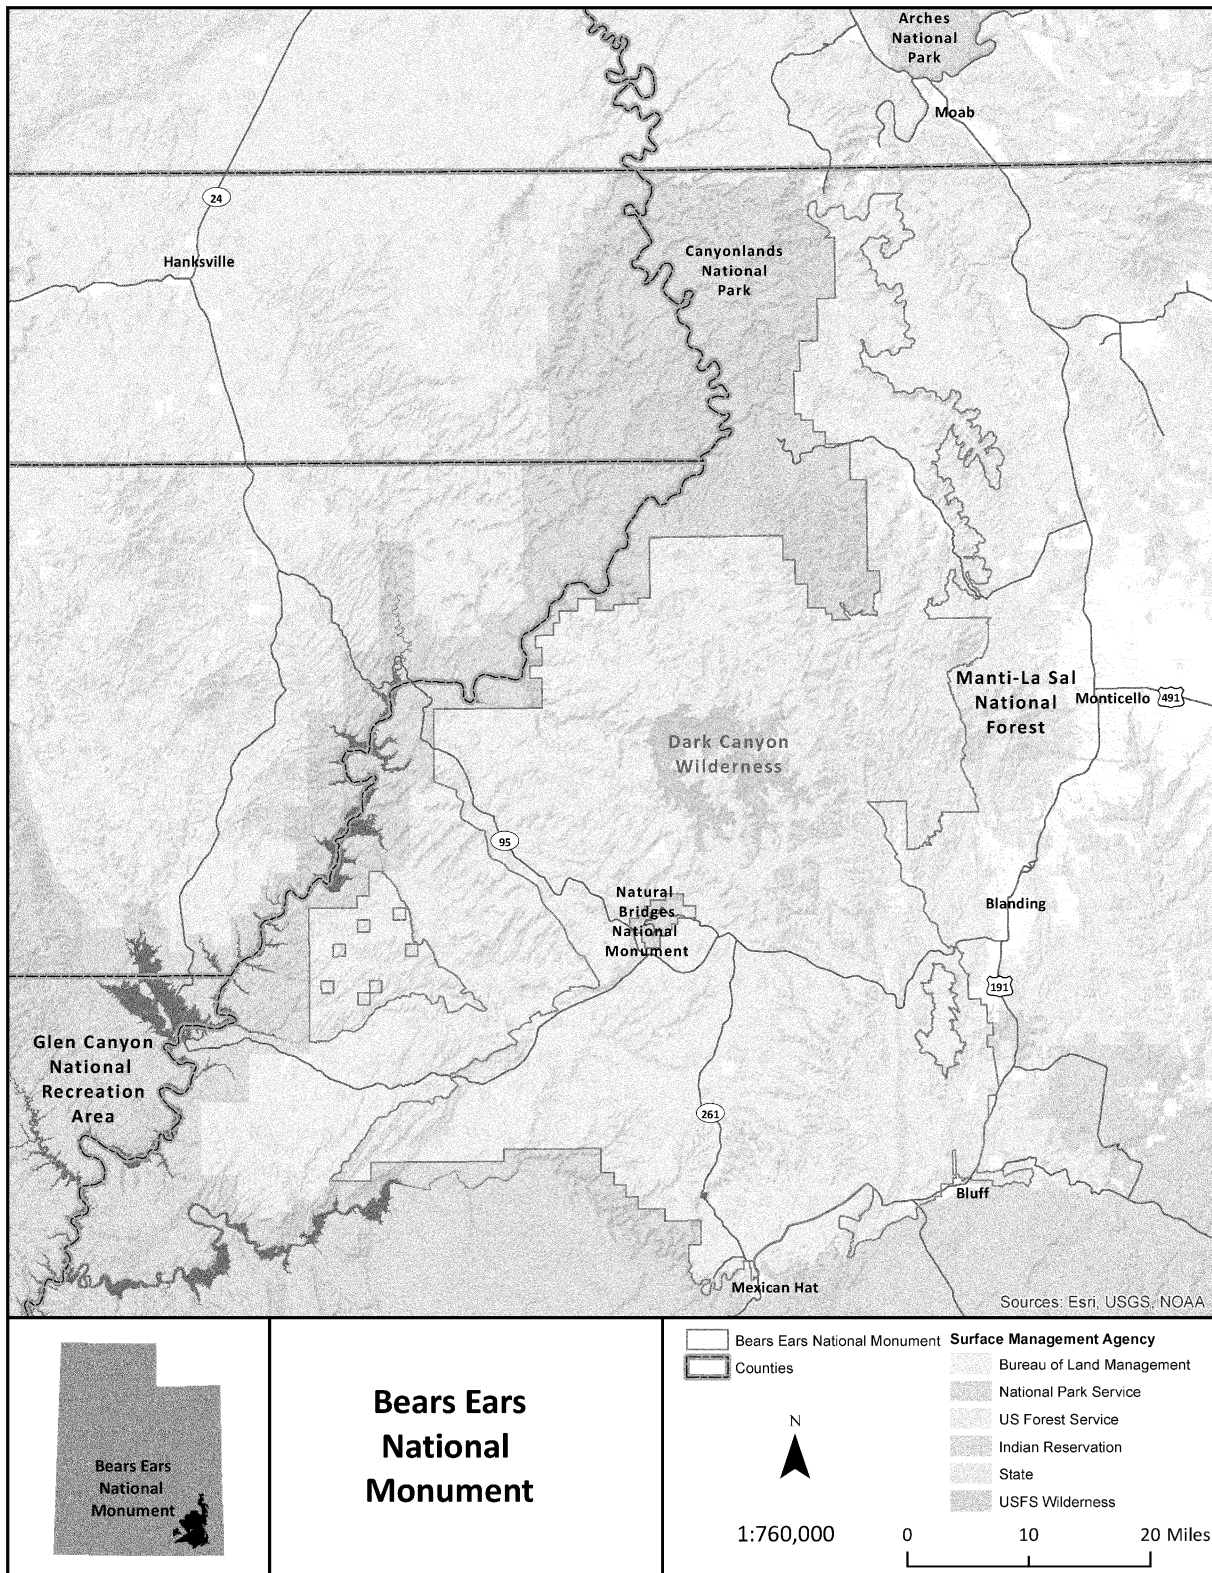 Arches
National
Park
Moab
24
Hanksville
Canyonlands
National
Park
Manti-La Sal
National
Forest
Monticello
491
Dark Canyon
Wilderness
95
Natural
Bridges
National
Monument
Blanding
191
Glen Canyon
National
Recreation
Area
261
Bluff
Mexican Hat
Sources: Esri, USGS, NOAA
Bears Ears
National
Monument
Bears Ears
National
Monument
Bears Ears National Monument
Counties
N
1:760,000
Surface Management Agency
Bureau of Land Management
National Park Service
US Forest Service
Indian Reservation
State
USFS Wilderness
0 10 20 Miles